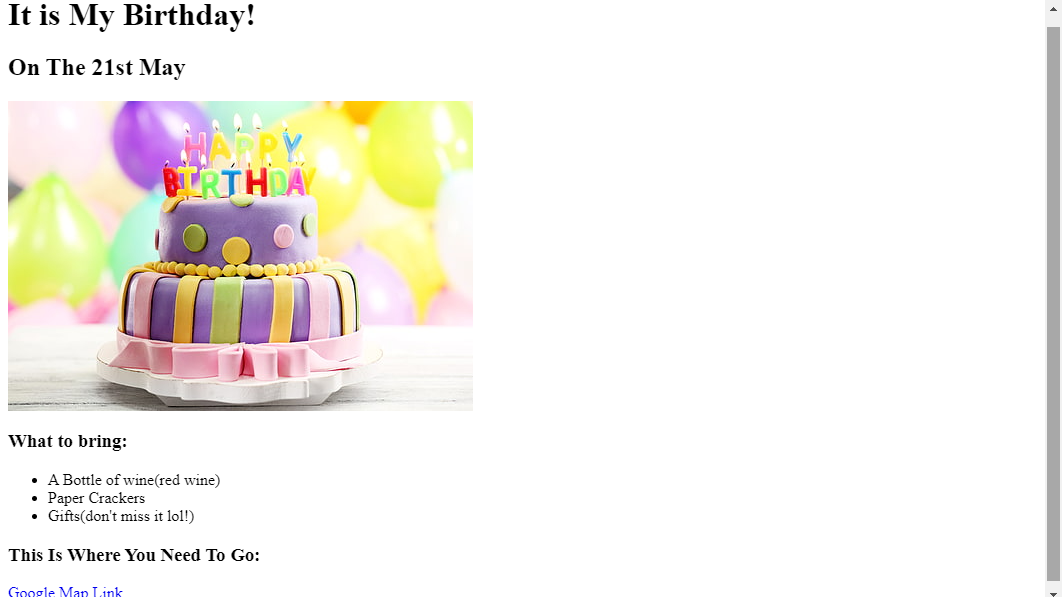 It is My Birthday!
On The 21st May
HAPPY
BIRTHDAY
What to bring:
A Bottle of wine(red wine)
Paper Crackers
Gifts(don't miss it lol!)
This Is Where You Need To Go:
Google Map Link